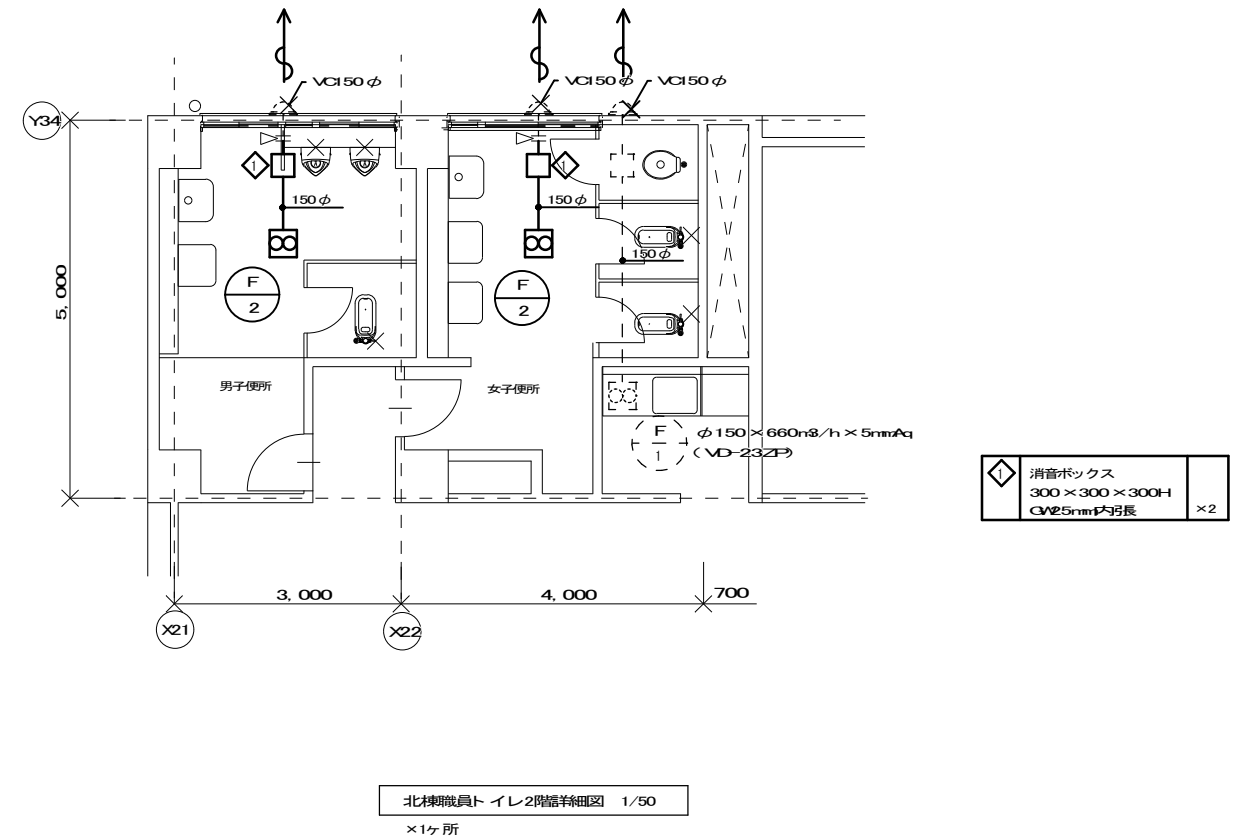 VC150φ
VC150φ
VC150φ
Y34
1
1
150φ
150φ
150φ
F
2
F
2
5,000
男子便所
女子便所
F
1
φ150×660m3/h×5mmAq
(VD-23ZP)
1
消音ボックス
300×300×300H
GW25mm内張
×2
3,000
4,000
700
X21
X22
北棟職員トイレ2階詳細図 1/50
×1ヶ所